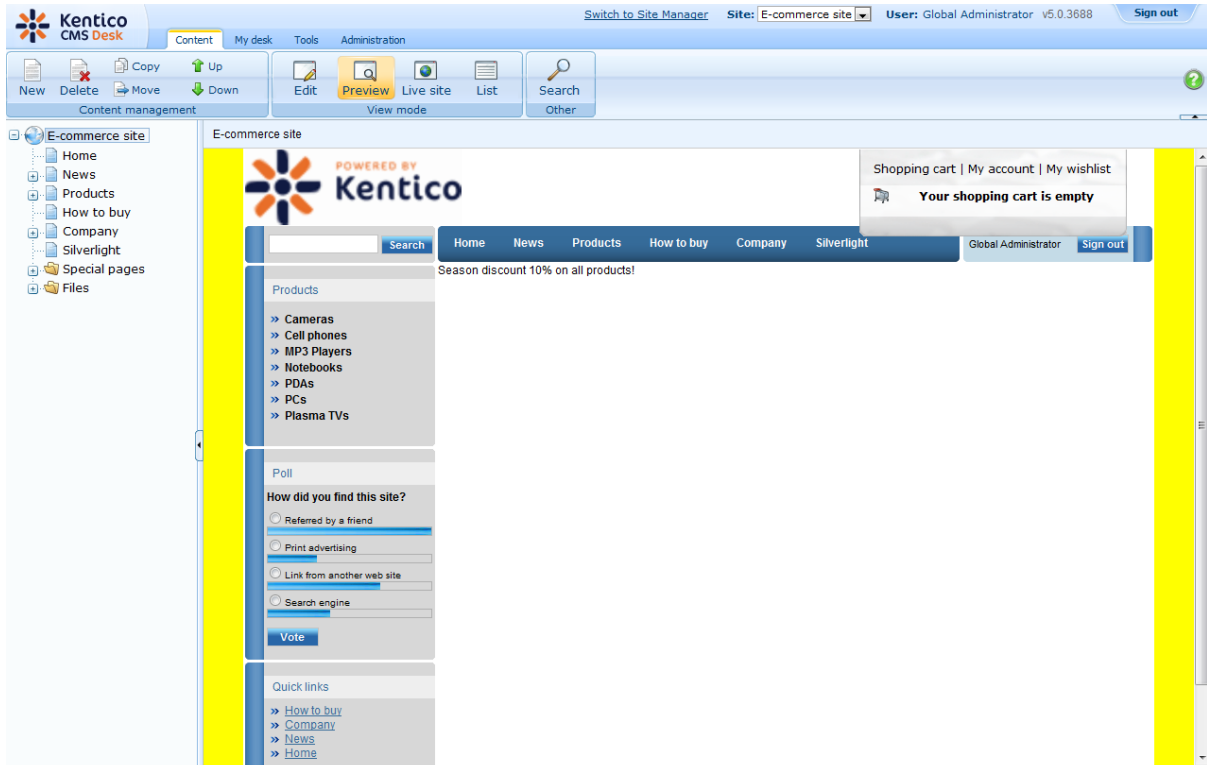 Kentico
CMS Desk
Switch to Site Manager Site: E-commerce site User: Global Administrator v5.0.3688 Sign out
Content My desk Tools Administration
New Delete Copy Move Up Down
Content management
Edit Preview Live site List
View mode
Search
Other
E-commerce site
Home
News
Products
How to buy
Company
Silverlight
Special pages
Files
E-commerce site
POWERED BY
Kentico
Shopping cart | My account | My wishlist
Your shopping cart is empty
Search Home News Products How to buy Company Silverlight Global Administrator Sign out
Season discount 10% on all products!
Products
» Cameras
» Cell phones
» MP3 Players
» Notebooks
» PDAs
» PCs
» Plasma TVs
Poll
How did you find this site?
Referred by a friend
Print advertising
Link from another web site
Search engine
Vote
Quick links
» How to buy
» Company
» News
» Home